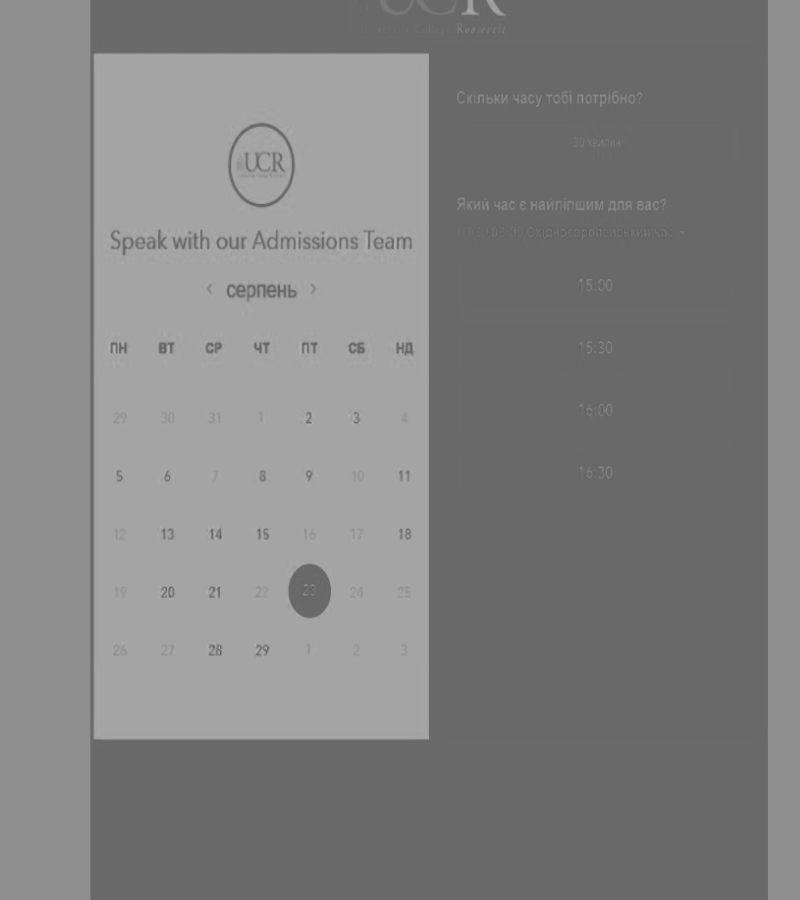 UCR
Roosevelt
UCR
Speak with our Admissions Team
< серпень >
ПН ВТ СР ЧТ ПТ СБ НД
29 30 31 1 2 3 4
5 6 7 8 9 10 11
12 13 14 15 16 17 18
19 20 21 22 23 24 25
26 27 28 29 1 2 3
Скільки часу тобі потрібно?
30 хвилин
Який час є найліпшим для вас?
Східноєвропейський час
15:00
15:30
16:00
16:30